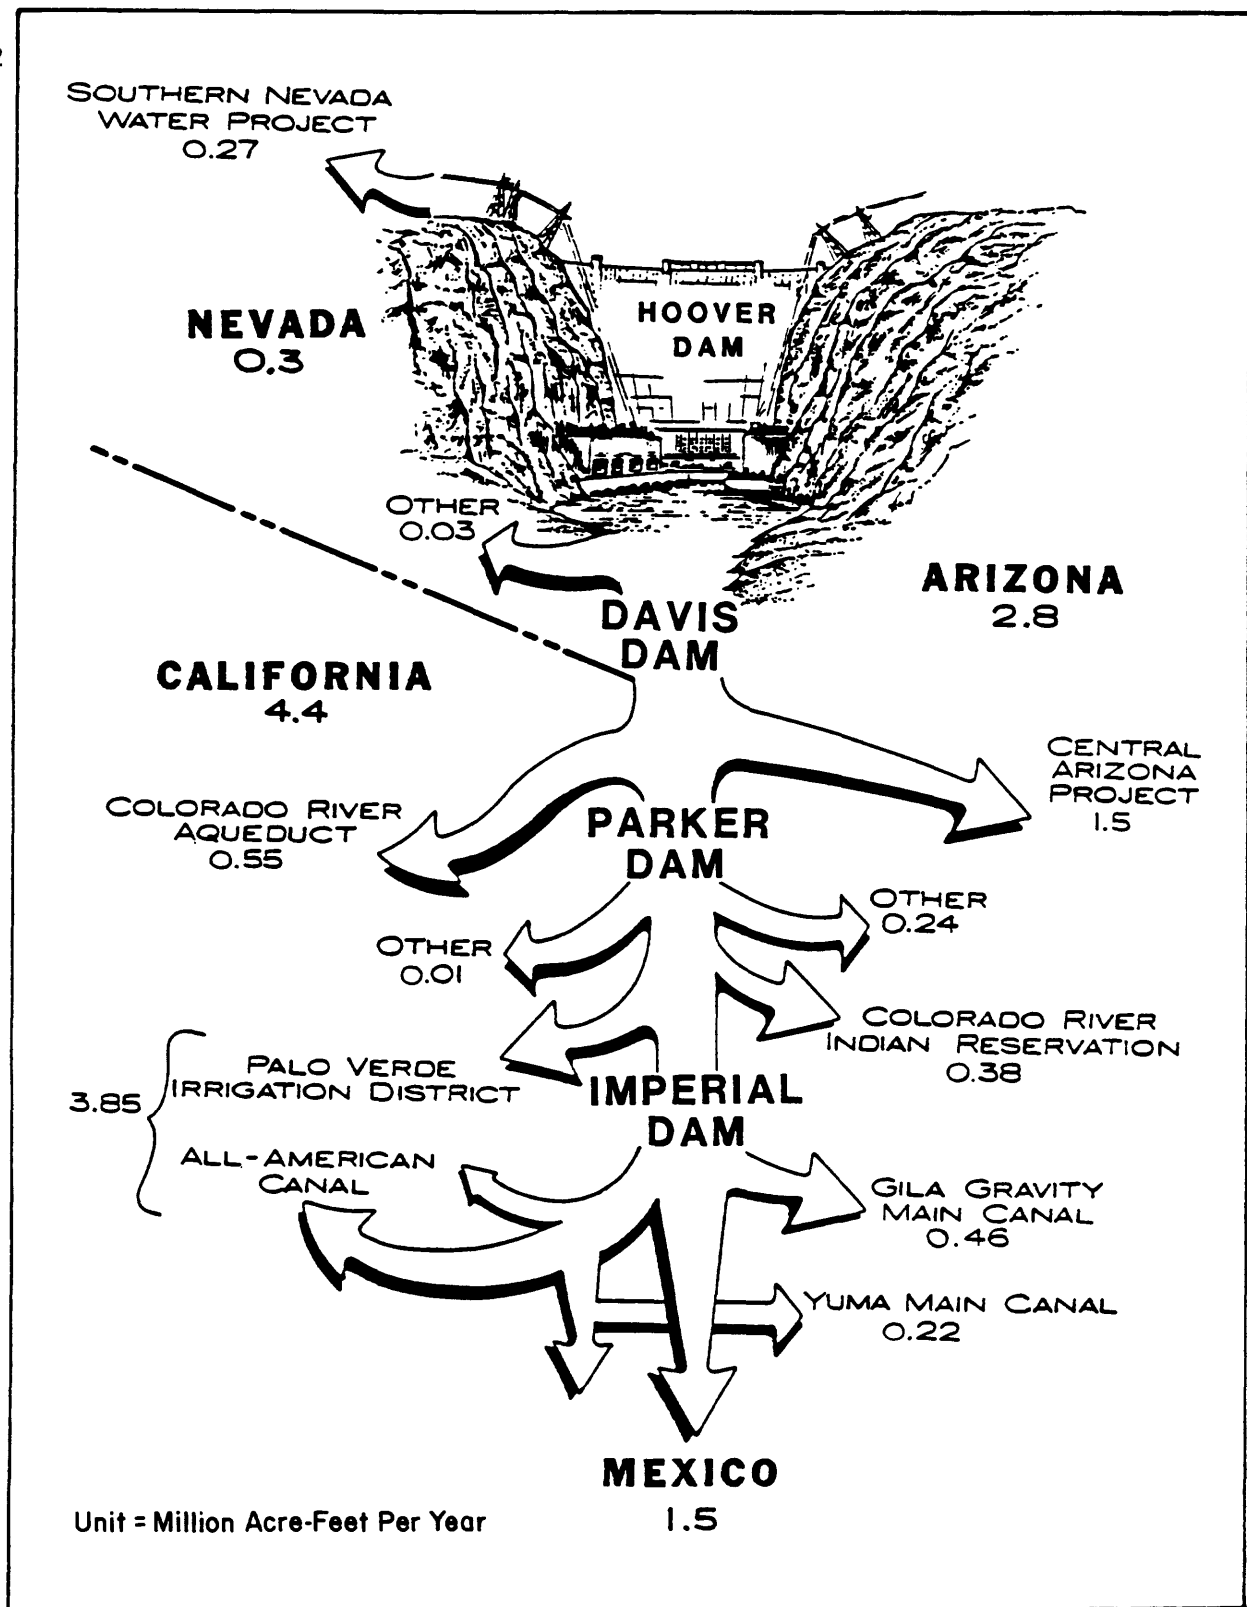 2
SOUTHERN NEVADA
WATER PROJECT
0.27
HOOVER
DAM
NEVADA
0.3
OTHER
0.03
ARIZONA
2.8
DAVIS
DAM
CALIFORNIA
4.4
CENTRAL
ARIZONA
PROJECT
1.5
COLORADO RIVER
AQUEDUCT
0.55
PARKER
DAM
OTHER
0.24
OTHER
0.01
COLORADO RIVER
INDIAN RESERVATION
0.38
PALO VERDE
IRRIGATION DISTRICT
3.85
IMPERIAL
DAM
ALL-AMERICAN
CANAL
GILA GRAVITY
MAIN CANAL
0.46
YUMA MAIN CANAL
0.22
MEXICO
1.5
Unit = Million Acre-Feet Per Year